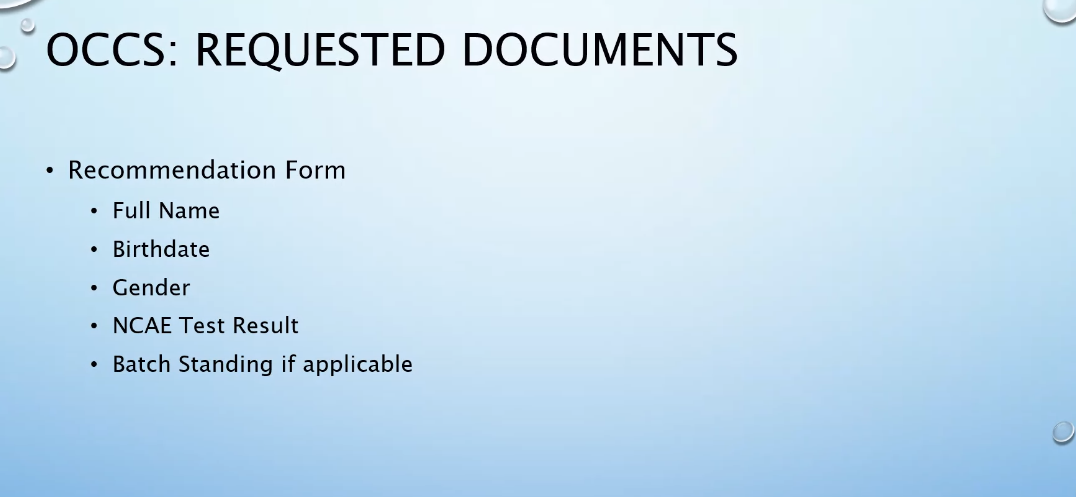 OCCS: REQUESTED DOCUMENTS
• Recommendation Form
• Full Name
• Birthdate
• Gender
• NCAE Test Result
• Batch Standing if applicable